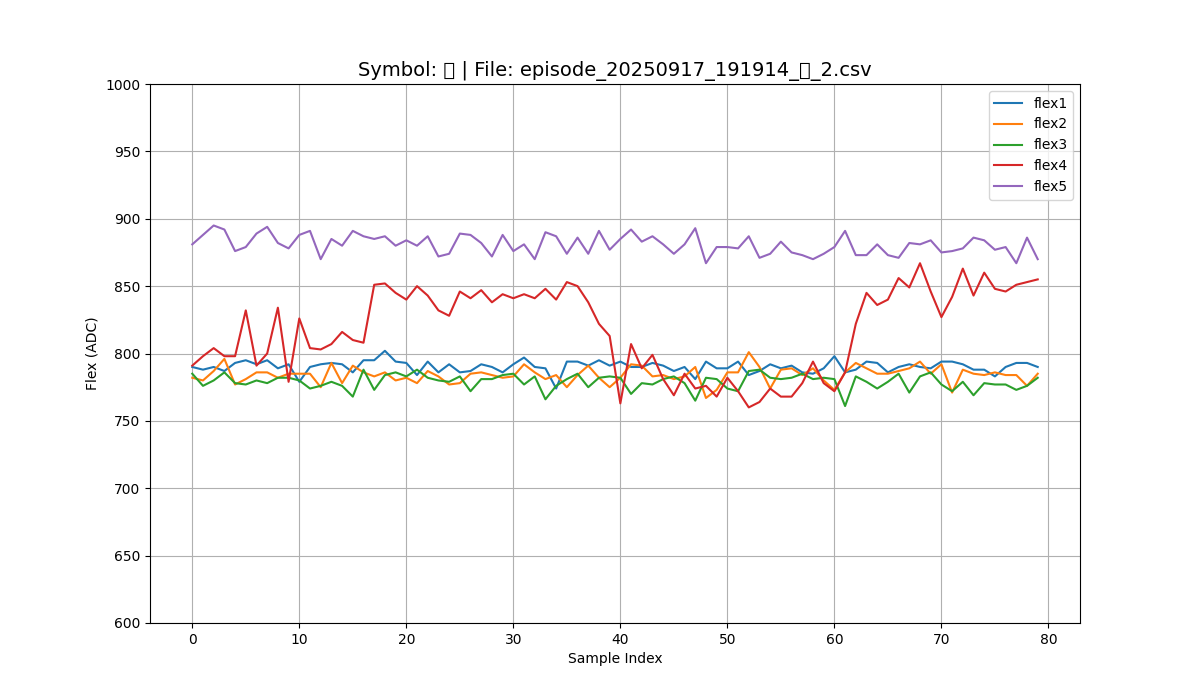 Symbol: | File: episode_20250917_191914_ _2.csv
1000
950
900
850
800
750
700
650
600
Flex (ADC)
0 10 20 30 40 50 60 70 80
Sample Index
flex1
flex2
flex3
flex4
flex5